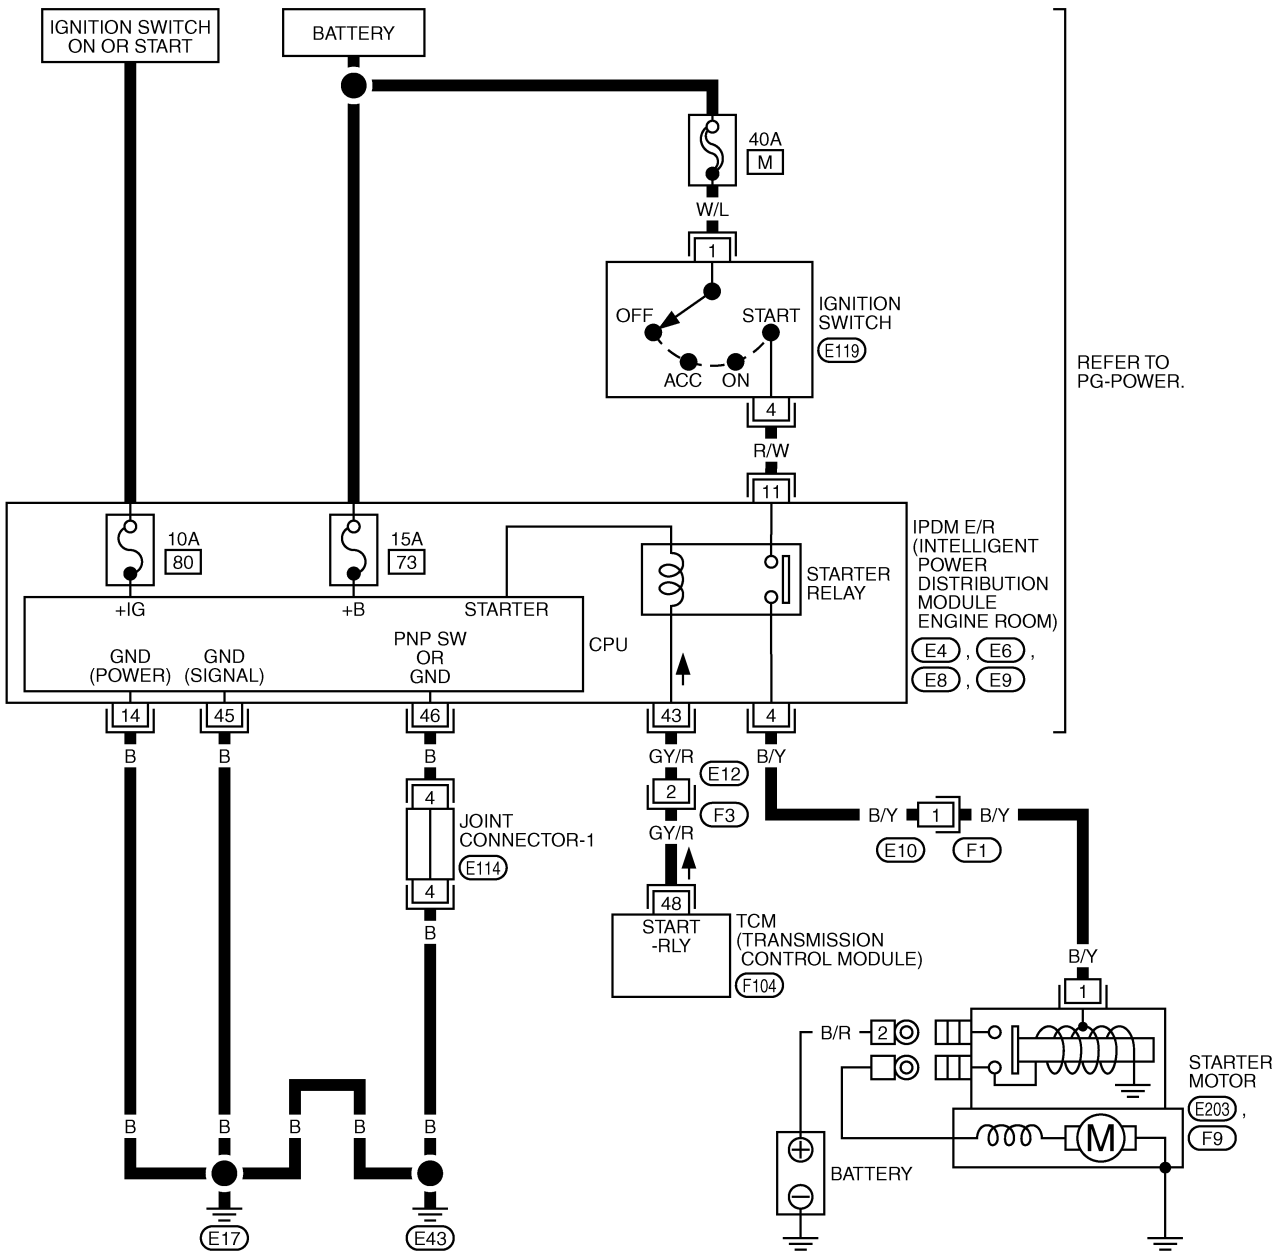 IGNITION SWITCH
ON OR START
BATTERY
40A
M
W/L
1
OFF
START
ACC
ON
IGNITION
SWITCH
E119
4
R/W
11
REFER TO
PG-POWER.
10A
80
15A
73
+IG
+B
STARTER
PNP SW
OR
GND
GND
(POWER)
GND
(SIGNAL)
CPU
STARTER
RELAY
IPDM E/R
(INTELLIGENT
POWER
DISTRIBUTION
MODULE
ENGINE ROOM)
E4 , E6 ,
E8 , E9
14
45
46
43
4
B
B
B
GY/R
B/Y
E12
2
F3
GY/R
4
JOINT
CONNECTOR-1
E114
4
B
B/Y
1
B/Y
E10
F1
48
START
-RLY
TCM
(TRANSMISSION
CONTROL MODULE)
F104
B/Y
1
B/R
2
STARTER
MOTOR
E203 ,
F9
M
+
−
BATTERY
B
B
B
B
B
E17
E43